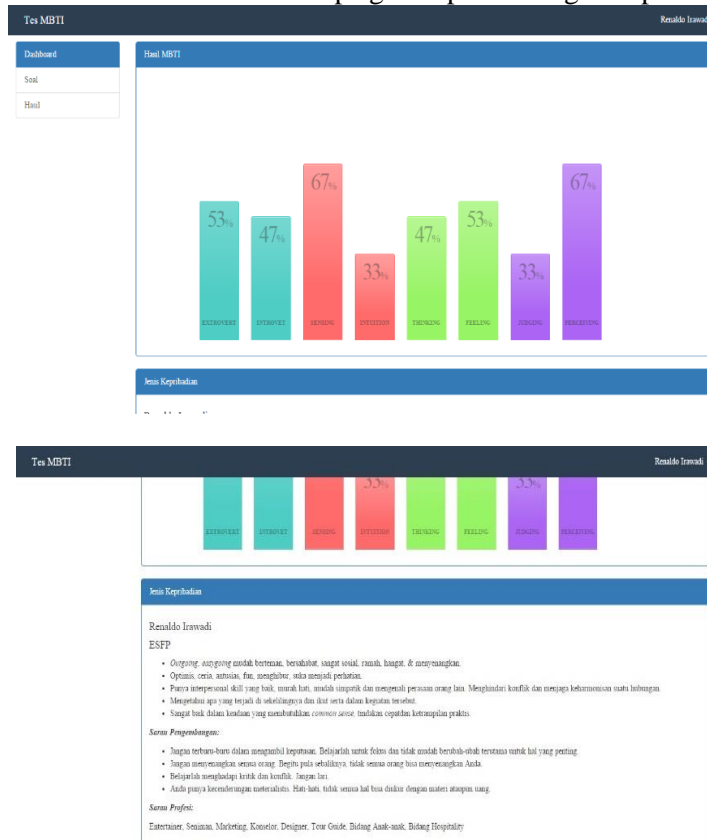 Tes MBTI
Renaldo Irawadi
Dashboard
Soal
Hasil
Hasil MBTI
53%
47%
67%
33%
47%
53%
33%
67%
EXTROVERT
INTROVET
SENSING
INTUITION
THINKING
FEELING
JUDGING
PERCEIVING
Jenis Kepribadian
Tes MBTI
Renaldo Irawadi
33%
33%
EXTROVERT
INTROVET
SENSING
INTUITION
THINKING
FEELING
JUDGING
PERCEIVING
Jenis Kepribadian
Renaldo Irawadi
ESFP
Outgoing, easygoing mudah berteman, bersahabat, sangat sosial, ramah, hangat, & menyenangkan.
Optimis, ceria, antusias, fun, menghibur, suka menjadi perhatian.
Punya interpersonal skill yang baik, murah hati, mudah simpatik dan mengenali perasaan orang lain. Menghindari konflik dan menjaga keharmonisan suatu hubungan.
Mengetahui apa yang terjadi di sekelilingnya dan ikut serta dalam kegiatan tersebut.
Sangat baik dalam keadaan yang membutuhkan common sense, tindakan cepatdan ketrampilan praktis.
Saran Pengembangan:
Jangan terburu-buru dalam mengambil keputusan. Belajarlah untuk fokus dan tidak mudah berubah-ubah terutama untuk hal yang penting.
Jangan menyenangkan semua orang. Begitu pula sebaliknya, tidak semua orang bisa menyenangkan Anda.
Belajarlah menghadapi kritik dan konflik. Jangan lari.
Anda punya kecenderungan meterialistis. Hati-hati, tidak semua hal bisa diukur dengan materi ataupun uang.
Saran Profesi:
Entertainer, Seniman, Marketing, Konselor, Designer, Tour Guide, Bidang Anak-anak, Bidang Hospitality